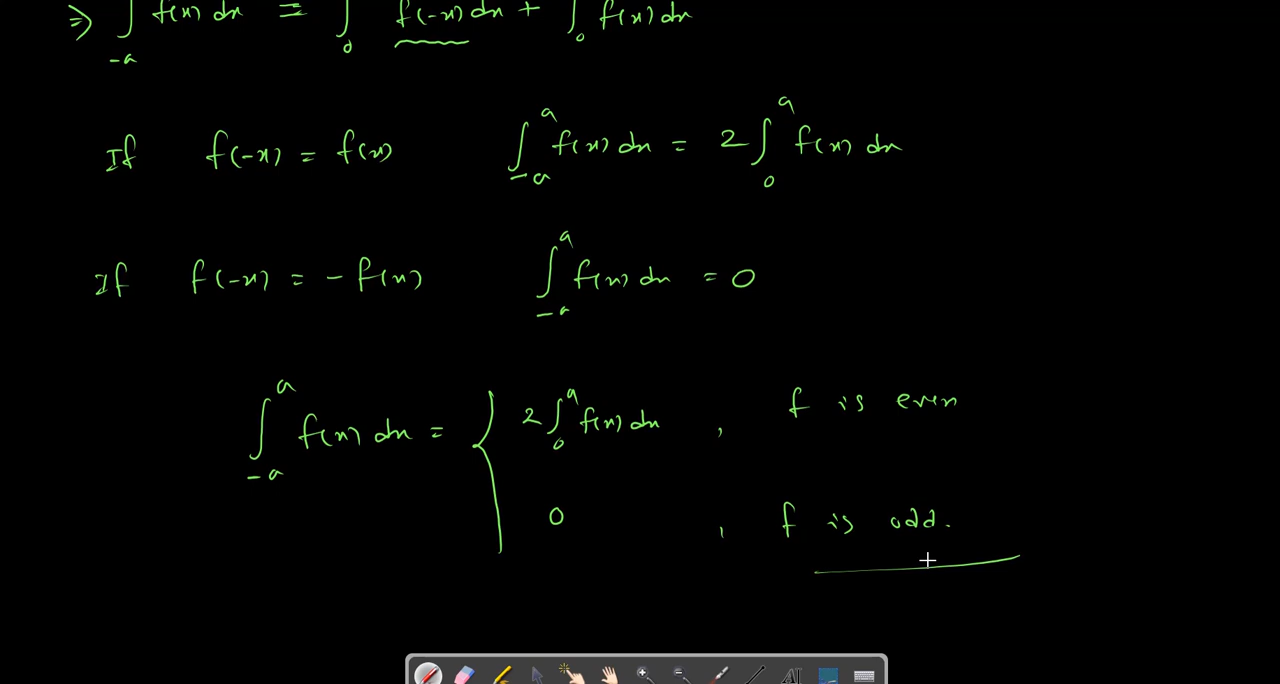 ⇒ ∫_{-a} f(x) dx = ∫_0 f(-x) dx + ∫_0 f(x) dx
If f(-x) = f(x) ∫_{-a}^{a} f(x) dx = 2 ∫_0^a f(x) dx
If f(-x) = - f(x) ∫_{-a}^{a} f(x) dx = 0
∫_{-a}^{a} f(x) dx = { 2 ∫_0^a f(x) dx , f is even
0 , f is odd.